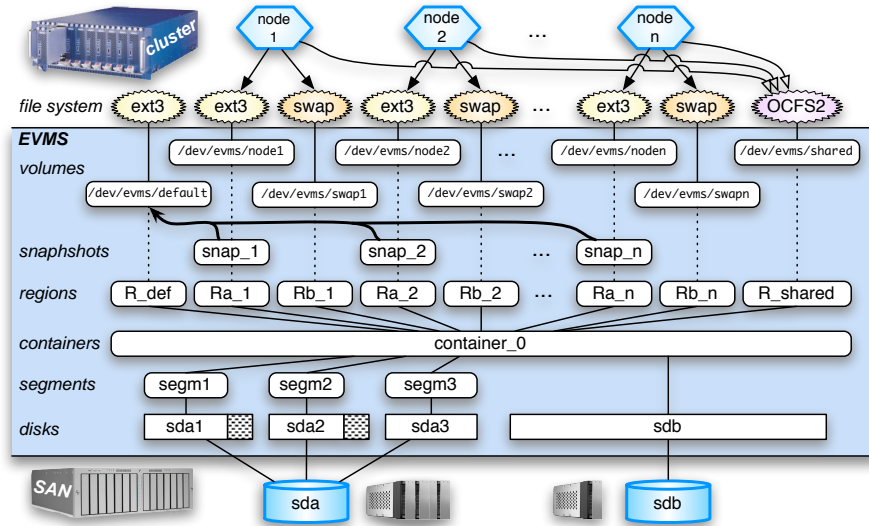 cluster
node
1
node
2
...
node
n
file system
ext3
ext3
swap
ext3
swap
...
ext3
swap
OCFS2
EVMS
volumes
/dev/evms/node1
/dev/evms/node2
...
/dev/evms/noden
/dev/evms/shared
/dev/evms/default
/dev/evms/swap1
/dev/evms/swap2
/dev/evms/swapn
snaphshots
snap_1
snap_2
...
snap_n
regions
R_def
Ra_1
Rb_1
Ra_2
Rb_2
...
Ra_n
Rb_n
R_shared
containers
container_0
segments
segm1
segm2
segm3
disks
sda1
sda2
sda3
sdb
SAN
sda
sdb